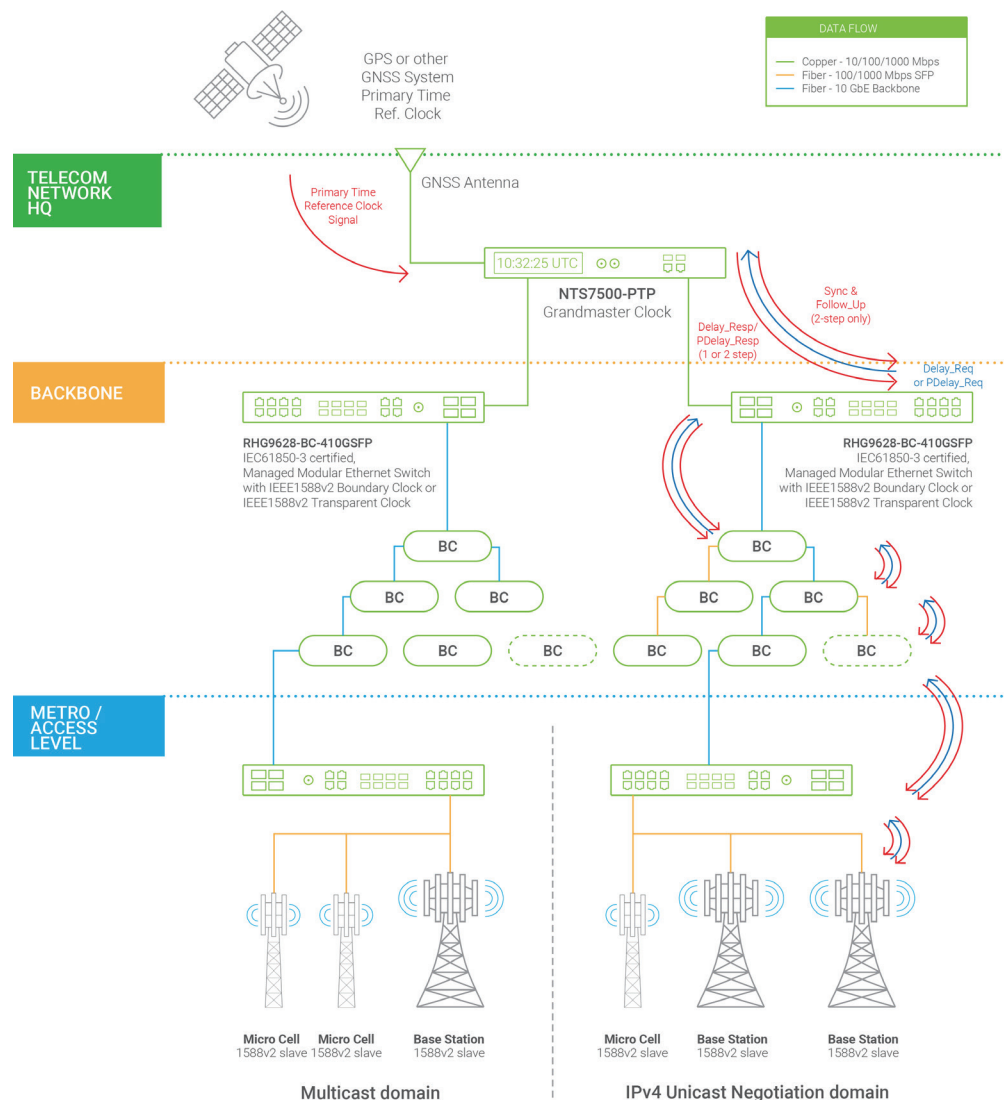 DATA FLOW
Copper - 10/100/1000 Mbps
Fiber - 100/1000 Mbps SFP
Fiber - 10 GbE Backbone
GPS or other
GNSS System
Primary Time
Ref. Clock
TELECOM
NETWORK
HQ
GNSS Antenna
Primary Time
Reference Clock
Signal
10:32:25 UTC
NTS7500-PTP
Grandmaster Clock
Sync &
Follow_Up
(2-step only)
Delay_Resp/
PDelay_Resp
(1 or 2 step)
Delay_Req
or PDelay_Req
BACKBONE
RHG9628-BC-410GSFP
IEC61850-3 certified,
Managed Modular Ethernet Switch
with IEEE1588v2 Boundary Clock or
IEEE1588v2 Transparent Clock
RHG9628-BC-410GSFP
IEC61850-3 certified,
Managed Modular Ethernet Switch
with IEEE1588v2 Boundary Clock or
IEEE1588v2 Transparent Clock
BC
BC
BC BC
BC BC
BC BC BC
BC BC BC
METRO /
ACCESS
LEVEL
Micro Cell
1588v2 slave
Micro Cell
1588v2 slave
Base Station
1588v2 slave
Micro Cell
1588v2 slave
Base Station
1588v2 slave
Base Station
1588v2 slave
Multicast domain
IPv4 Unicast Negotiation domain